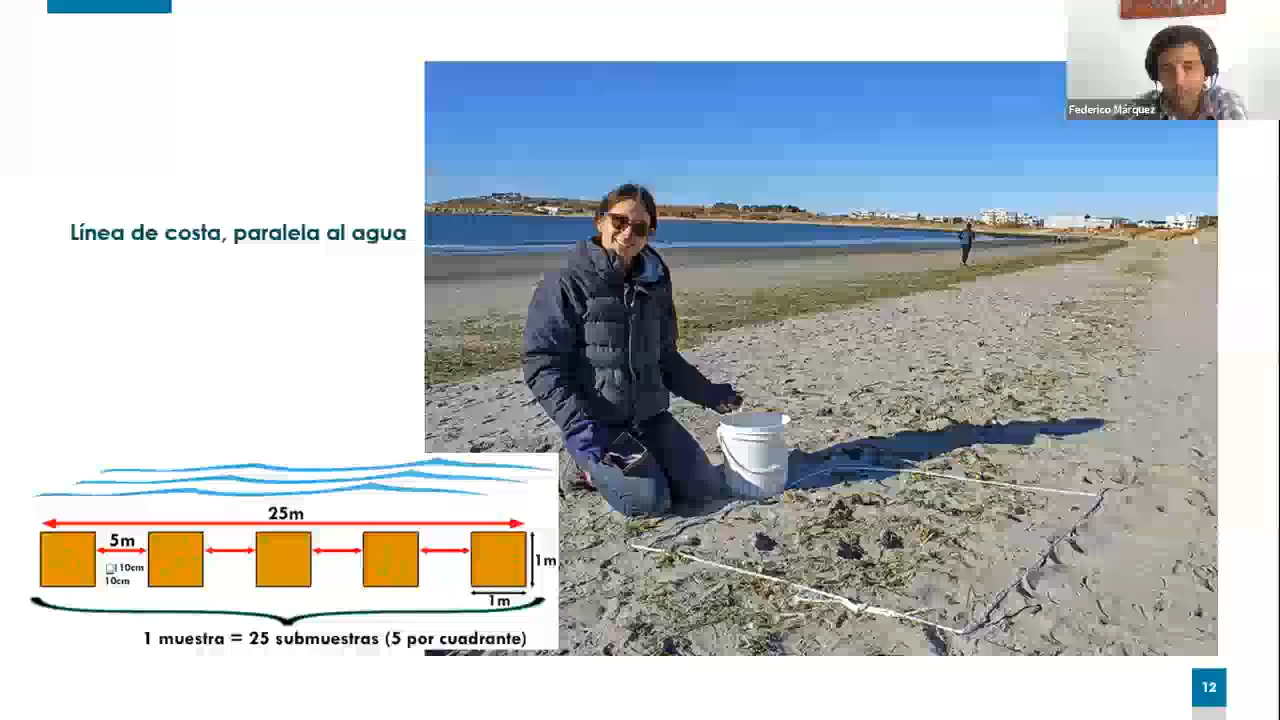 Federico Márquez
Línea de costa, paralela al agua
25m
5m
10cm
10cm
1m
1m
1 muestra = 25 submuestras (5 por cuadrante)
12